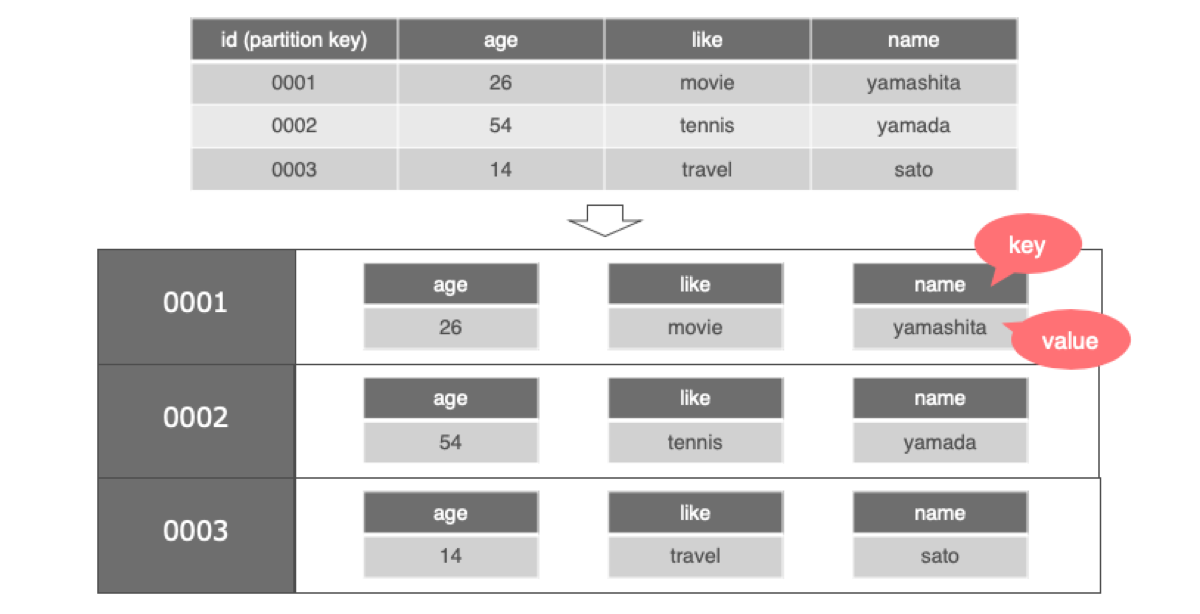 id (partition key) age like name
0001 26 movie yamashita
0002 54 tennis yamada
0003 14 travel sato
key
0001 age like name
26 movie yamashita
value
0002 age like name
54 tennis yamada
0003 age like name
14 travel sato